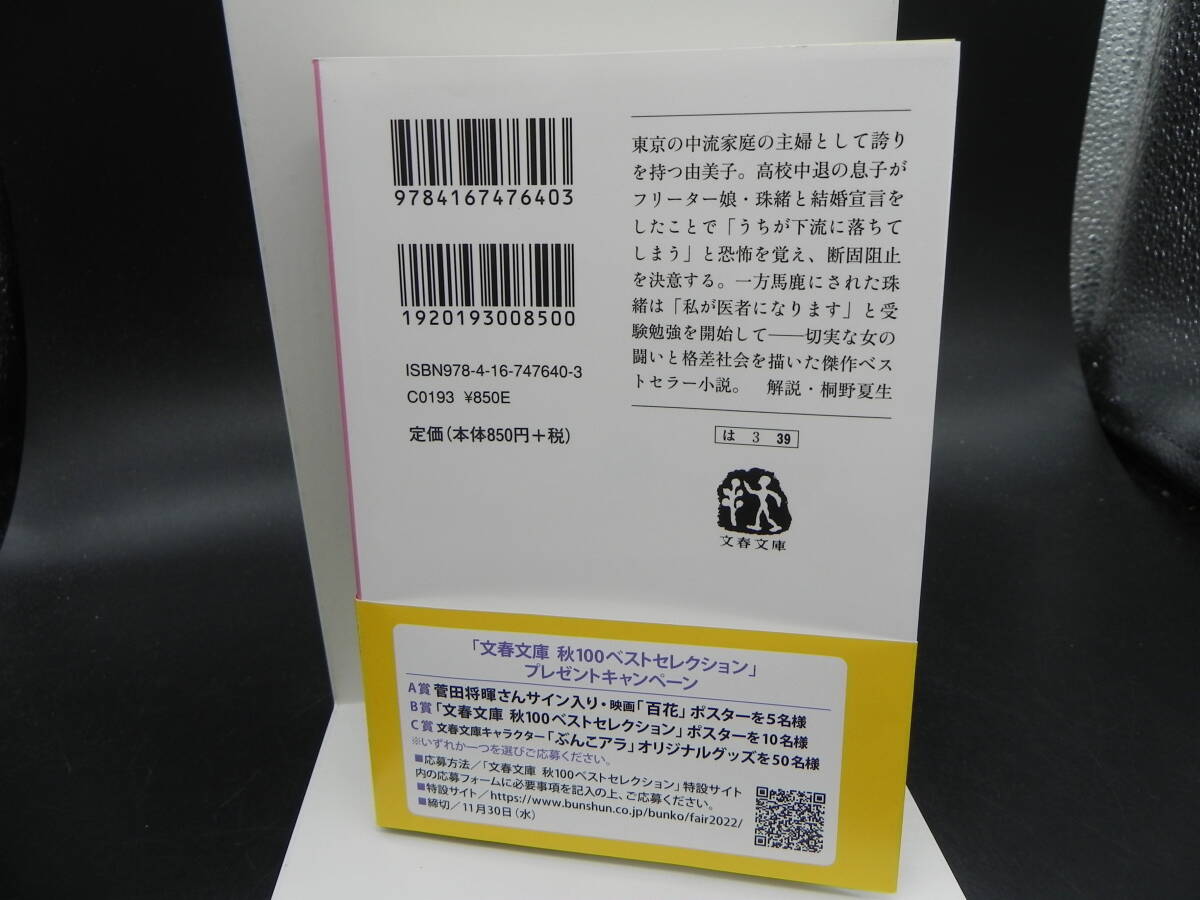 9784167476403
1920193008500
ISBN978-4-16-747640-3
C0193 ¥850E
定価(本体850円+税)
東京の中流家庭の主婦として誇り
を持つ由美子。高校中退の息子が
フリーター娘・珠緒と結婚宣言を
したことで「うちが下流に落ちて
しまう」と恐怖を覚え、断固阻止
を決意する。一方馬鹿にされた珠
緒は「私が医者になります」と受
験勉強を開始して――切実な女の
闘いと格差社会を描いた傑作ベス
トセラー小説。 解説・桐野夏生
は 3 39
文春文庫
「文春文庫 秋100ベストセレクション」
プレゼントキャンペーン
A賞 菅田将暉さんサイン入り・映画「百花」ポスターを5名様
B賞「文春文庫 秋100ベストセレクション」ポスターを10名様
C賞 文春文庫キャラクター「ぶんこアラ」オリジナルグッズを50名様
※いずれか一つを選びご応募ください。
■応募方法/「文春文庫 秋100ベストセレクション」特設サイト
内の応募フォームに必要事項を記入の上、ご応募ください。
■特設サイト/https://www.bunshun.co.jp/bunko/fair2022/
■締切/11月30日(水)